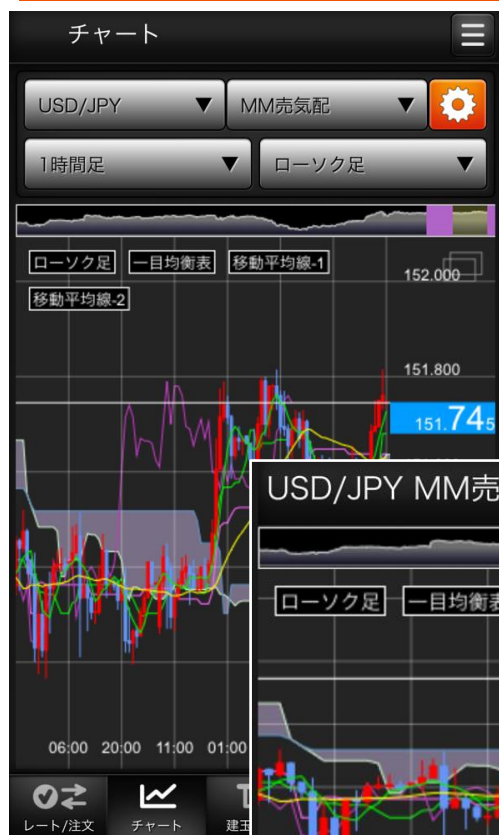 チャート
USD/JPY ▼ MM売気配 ▼
1時間足 ▼ ローソク足 ▼
ローソク足 一目均衡表 移動平均線-1
移動平均線-2
152.000
151.800
151.745
06:00 20:00 11:00 01:00
レート/注文 チャート 建玉
USD/JPY MM売
ローソク足 一目均衡表